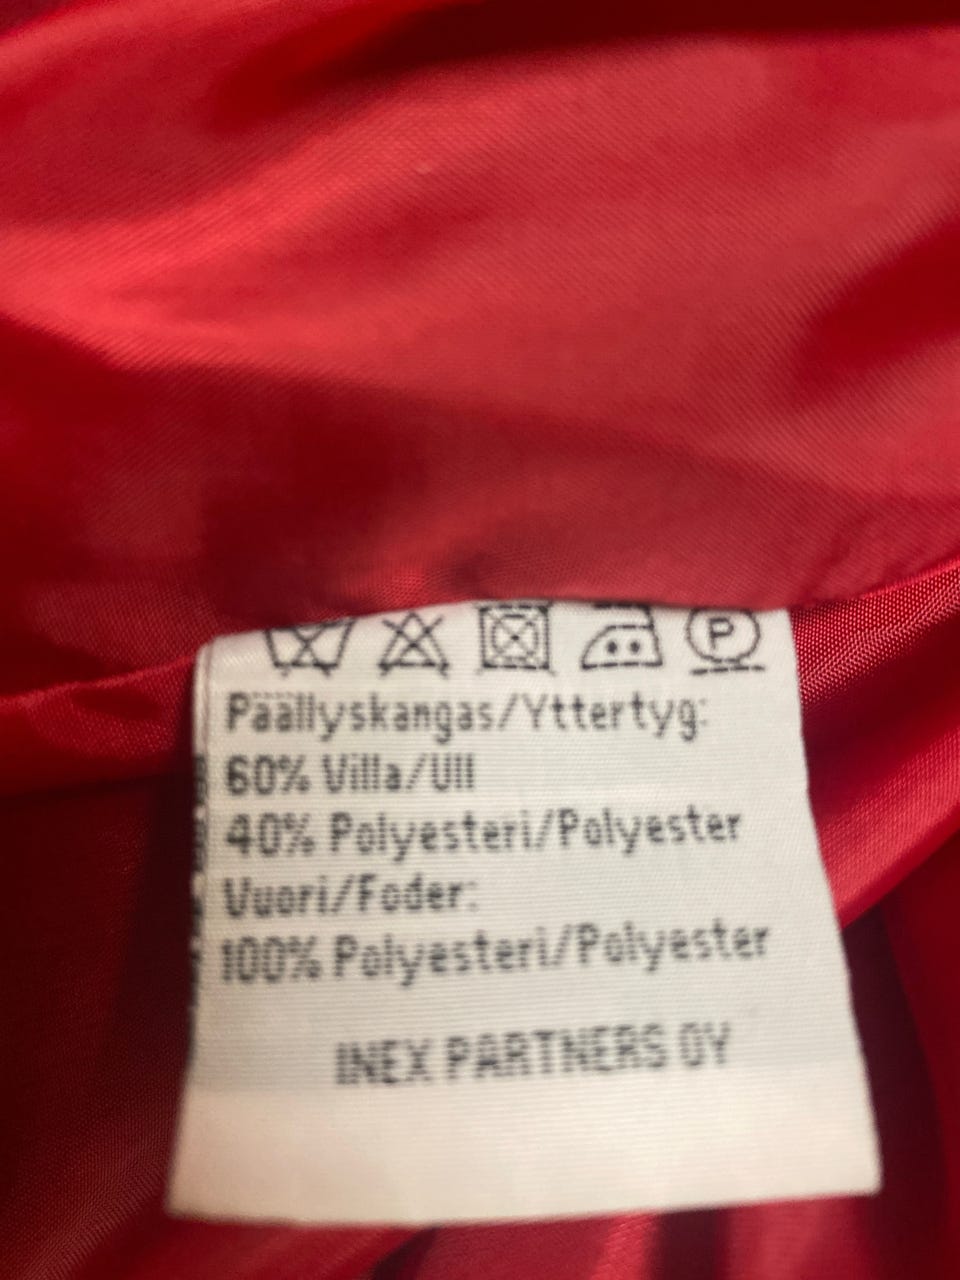 P
Päällyskangas/Yttertyg:
60% Villa/Ull
40% Polyesteri/Polyester
Vuori/Foder:
100% Polyesteri/Polyester
INEX PARTNERS OY